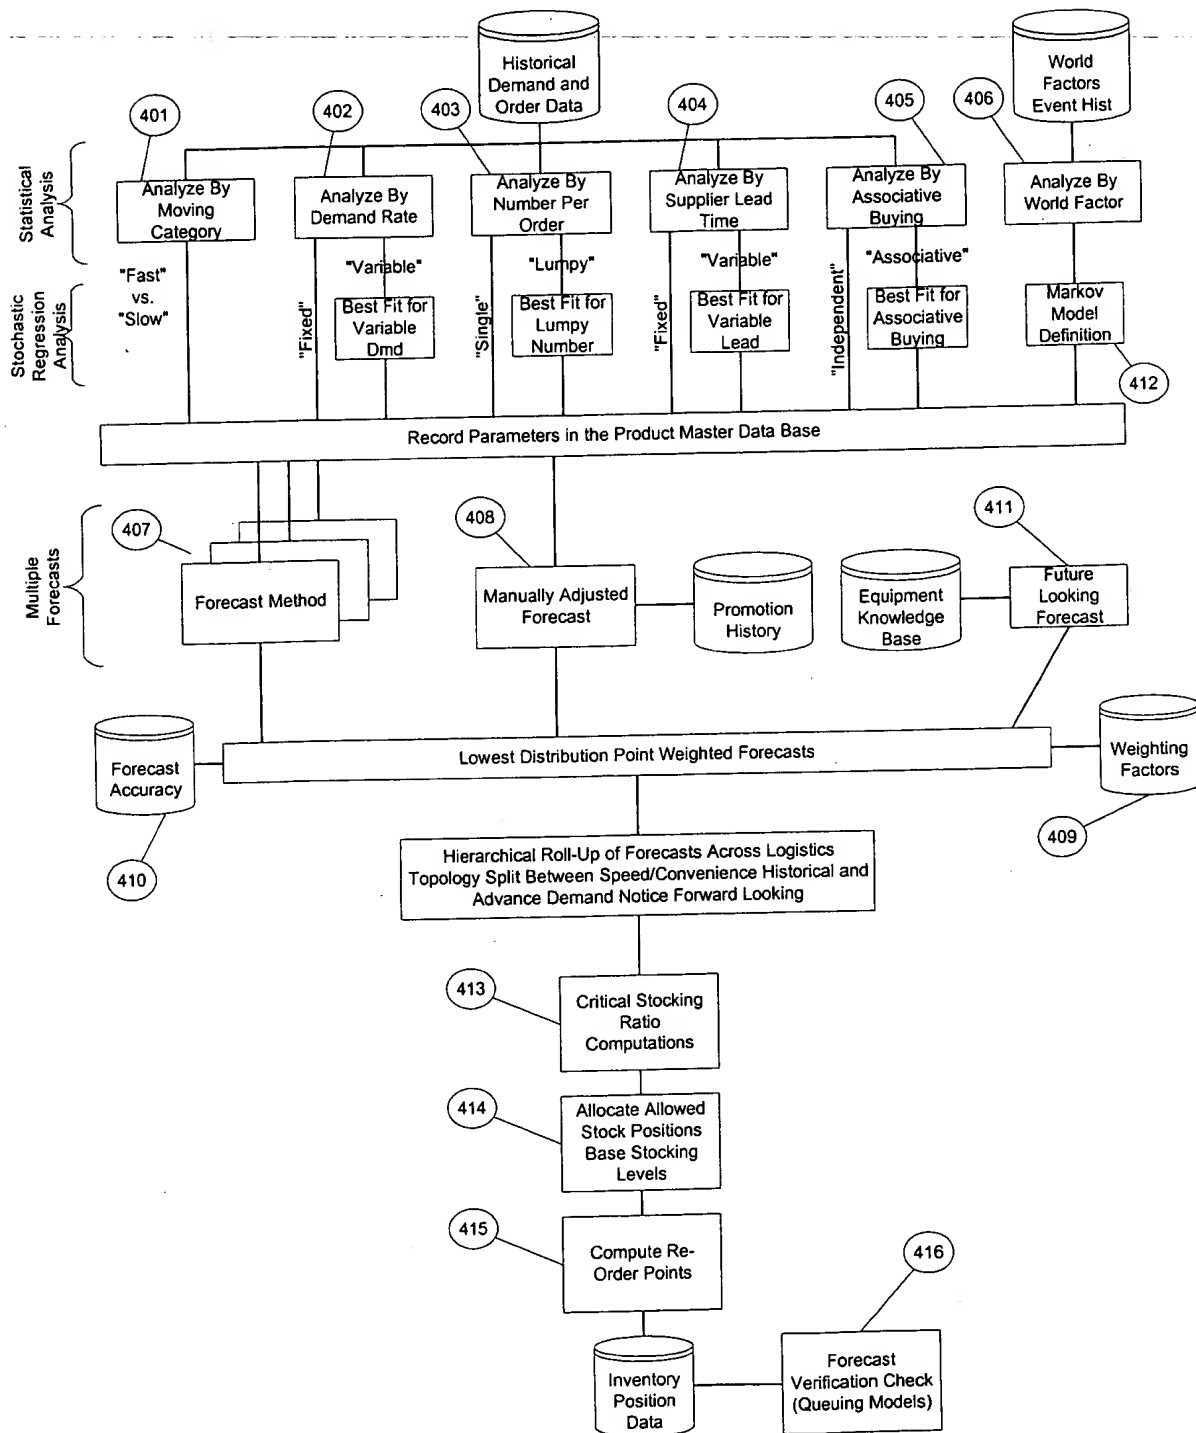 Historical
Demand and
Order Data
World
Factors
Event Hist
401
402
403
404
405
406
Statistical
Analysis
Analyze By
Moving
Category
Analyze By
Demand Rate
Analyze By
Number Per
Order
Analyze By
Supplier Lead
Time
Analyze By
Associative
Buying
Analyze By
World Factor
Stochastic
Regression
Analysis
"Fast"
vs.
"Slow"
"Fixed"
"Variable"
Best Fit for
Variable
Dmd
"Single"
"Lumpy"
Best Fit for
Lumpy
Number
"Fixed"
"Variable"
Best Fit for
Variable
Lead
"Independent"
"Associative"
Best Fit for
Associative
Buying
Markov
Model
Definition
412
Record Parameters in the Product Master Data Base
Multiple
Forecasts
407
Forecast Method
408
Manually Adjusted
Forecast
Promotion
History
Equipment
Knowledge
Base
411
Future
Looking
Forecast
Forecast
Accuracy
410
Lowest Distribution Point Weighted Forecasts
Weighting
Factors
409
Hierarchical Roll-Up of Forecasts Across Logistics
Topology Split Between Speed/Convenience Historical and
Advance Demand Notice Forward Looking
413
Critical Stocking
Ratio
Computations
414
Allocate Allowed
Stock Positions
Base Stocking
Levels
415
Compute Re-
Order Points
416
Inventory
Position
Data
Forecast
Verification Check
(Queuing Models)